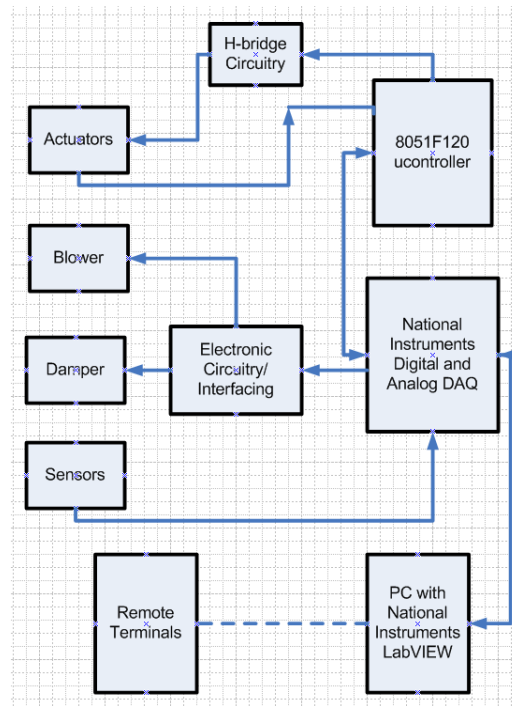 H-bridge
Circuitry
8051F120
ucontroller
Actuators
Blower
National
Instruments
Digital and
Analog DAQ
Electronic
Circuitry/
Interfacing
Damper
Sensors
Remote
Terminals
PC with
National
Instruments
LabVIEW